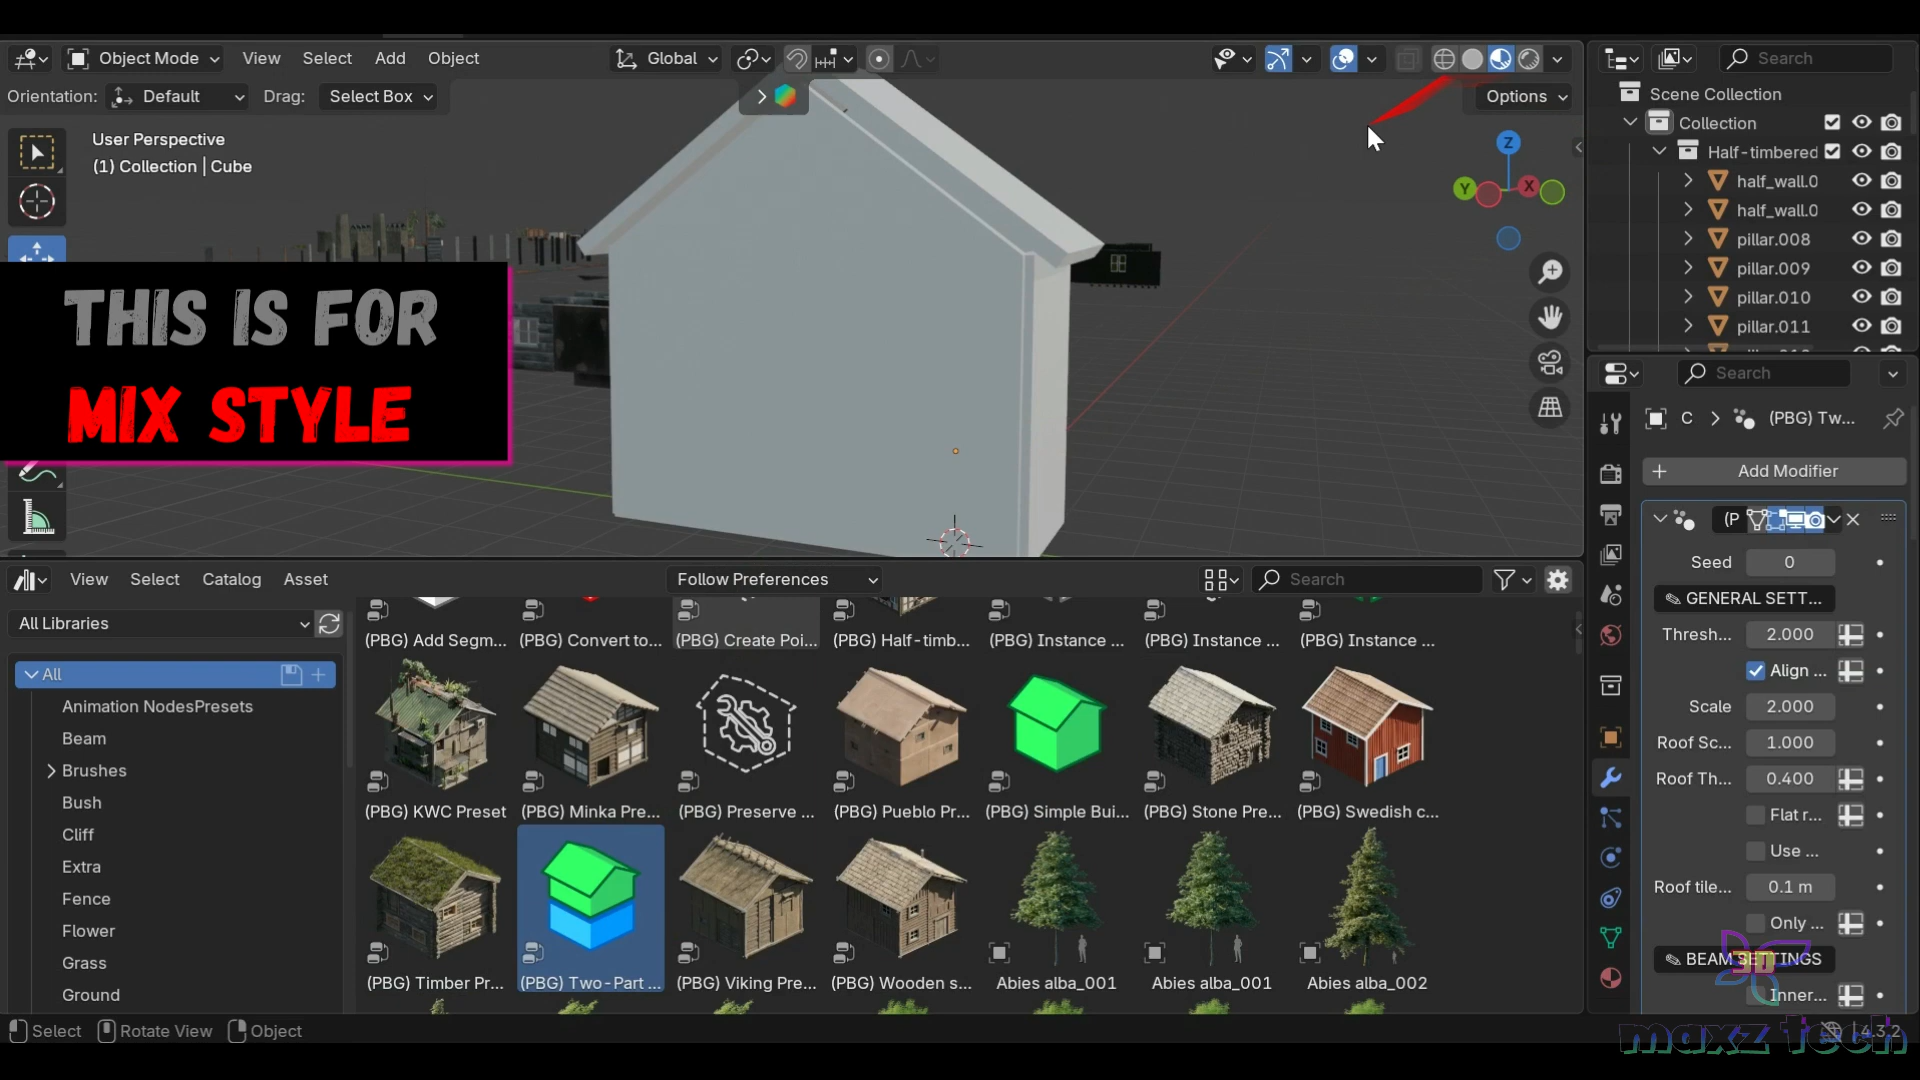 Object Mode
View
Select
Add
Object
Global
Search
Orientation:
Default
Drag:
Select Box
Options
Scene Collection
User Perspective
(1) Collection | Cube
Collection
Half-timbered
half_wall.0
half_wall.0
pillar.008
pillar.009
pillar.010
pillar.011
Z
Y
X
THIS IS FOR
MIX STYLE
Search
C
(PBG) Tw...
Add Modifier
(P
Seed
0
GENERAL SETT...
Thresh...
2.000
Align ...
Scale
2.000
Roof Sc...
1.000
Roof Th...
0.400
Flat r...
Use ...
Roof tile...
0.1 m
Only ...
BEAM SETTINGS
Inner...
View
Select
Catalog
Asset
Follow Preferences
Search
All Libraries
All
Animation NodesPresets
Beam
Brushes
Bush
Cliff
Extra
Fence
Flower
Grass
Ground
(PBG) Add Segm...
(PBG) Convert to...
(PBG) Create Poi...
(PBG) Half-timb...
(PBG) Instance ...
(PBG) Instance ...
(PBG) Instance ...
(PBG) KWC Preset
(PBG) Minka Pre...
(PBG) Preserve ...
(PBG) Pueblo Pr...
(PBG) Simple Bui...
(PBG) Stone Pre...
(PBG) Swedish c...
(PBG) Timber Pr...
(PBG) Two-Part ...
(PBG) Viking Pre...
(PBG) Wooden s...
Abies alba_001
Abies alba_001
Abies alba_002
Select
Rotate View
Object
4.3.2
maxz tech